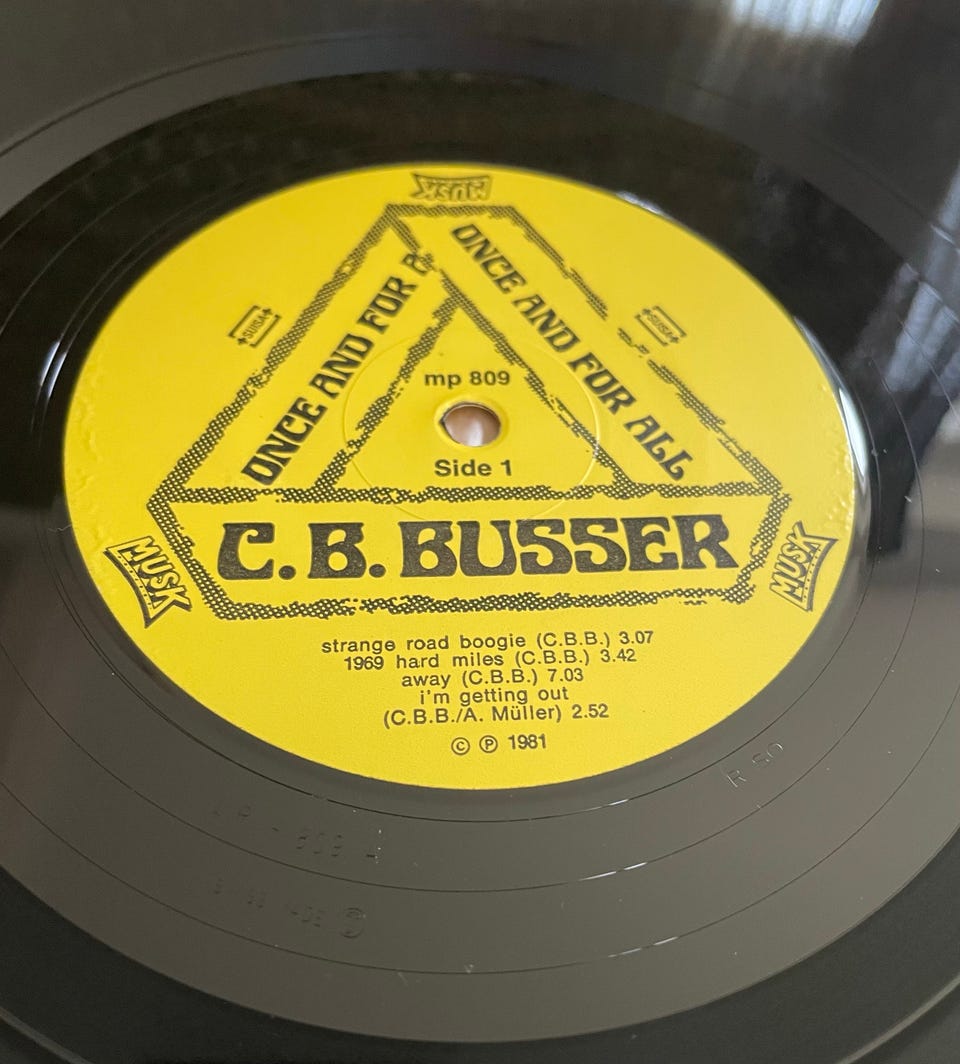 MUSK
ONCE AND FOR
ONCE AND FOR ALL
SUISA
SUISA
mp 809
Side 1
C.B. BUSSER
MUSK
MUSK
strange road boogie (C.B.B.) 3.07
1969 hard miles (C.B.B.) 3.42
away (C.B.B.) 7.03
i'm getting out
(C.B.B./A. Müller) 2.52
© ℗ 1981